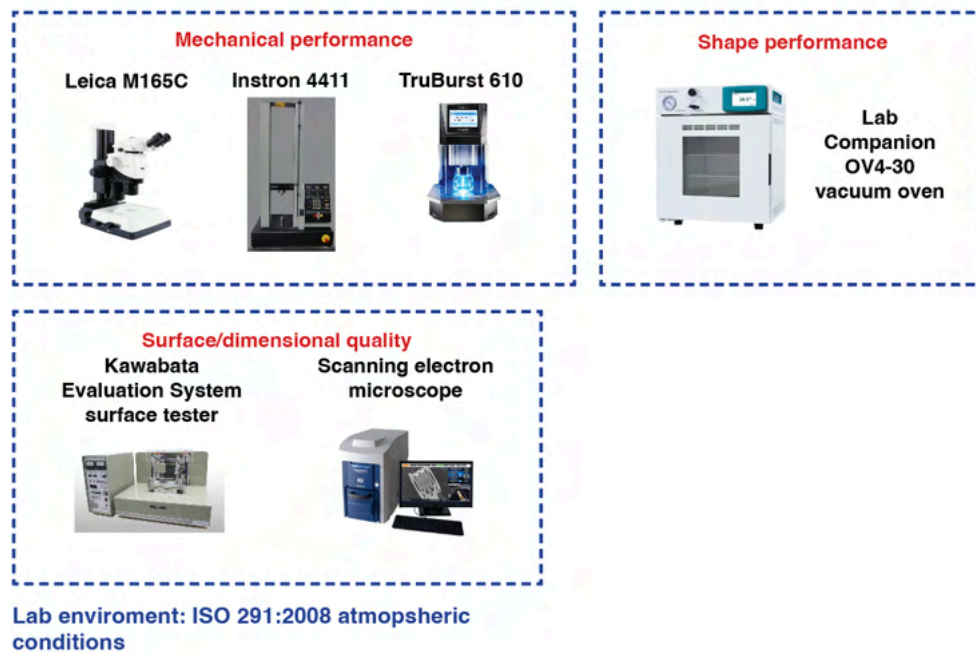 Mechanical performance
Leica M165C
Instron 4411
TruBurst 610
Shape performance
Lab
Companion
OV4-30
vacuum oven
Surface/dimensional quality
Kawabata
Evaluation System
surface tester
Scanning electron
microscope
Lab enviroment: ISO 291:2008 atmopsheric
conditions